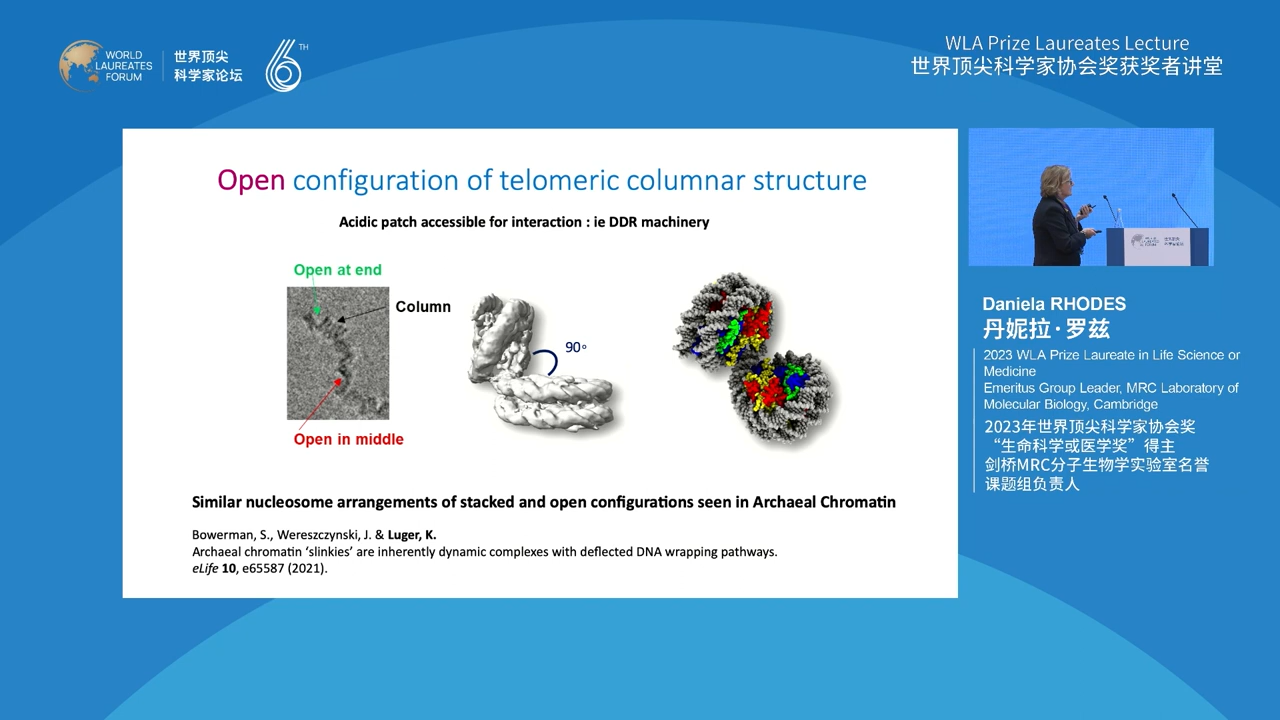 WORLD
LAUREATES
FORUM
世界顶尖
科学家论坛
6TH
WLA Prize Laureates Lecture
世界顶尖科学家协会奖获奖者讲堂
Open configuration of telomeric columnar structure
Acidic patch accessible for interaction : ie DDR machinery
Open at end
Column
90°
Open in middle
Similar nucleosome arrangements of stacked and open configurations seen in Archaeal Chromatin
Bowerman, S., Wereszczynski, J. & Luger, K.
Archaeal chromatin ‘slinkies’ are inherently dynamic complexes with deflected DNA wrapping pathways.
eLife 10, e65587 (2021).
Daniela RHODES
丹妮拉·罗兹
2023 WLA Prize Laureate in Life Science or
Medicine
Emeritus Group Leader, MRC Laboratory of
Molecular Biology, Cambridge
2023年世界顶尖科学家协会奖
“生命科学或医学奖”得主
剑桥MRC分子生物学实验室名誉
课题组负责人